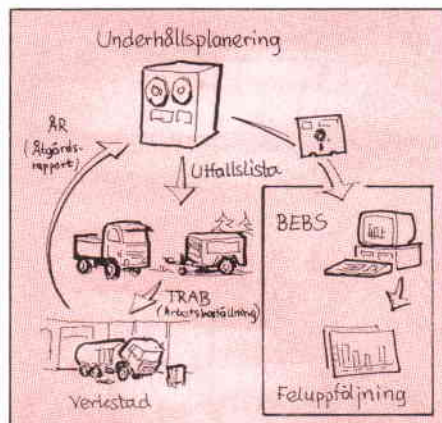 Underhållsplanering
ÅR
(Åtgärds-
rapport)
Utfallslista
BEBS
TRAB
(Arbetsbeställning)
Verkstad
Feluppföljning